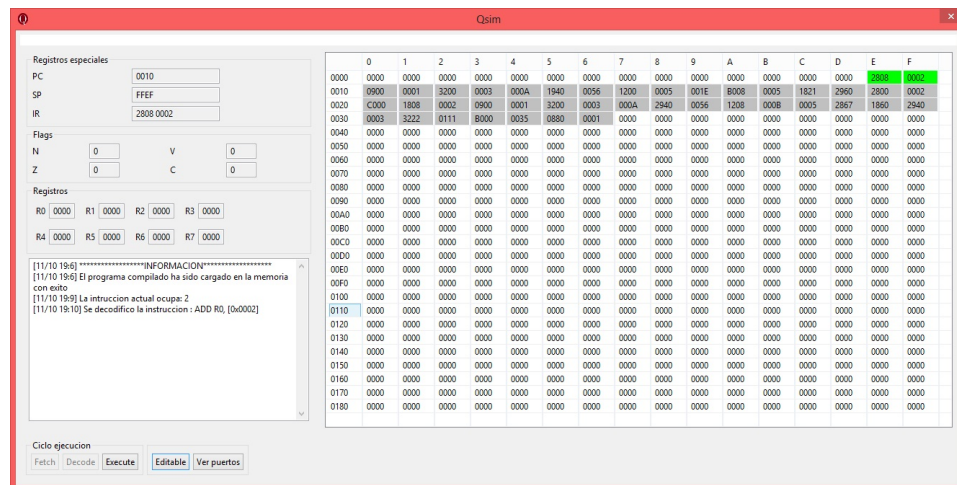 Qsim
Registros especiales
PC 0010
SP FFEF
IR 2808 0002
Flags
N 0 V 0
Z 0 C 0
Registros
R0 0000 R1 0000 R2 0000 R3 0000
R4 0000 R5 0000 R6 0000 R7 0000
[11/10 19:6] ******************INFORMACION*******************
[11/10 19:6] El programa compilado ha sido cargado en la memoria
con exito
[11/10 19:9] La intruccion actual ocupa: 2
[11/10 19:10] Se decodifico la instruccion : ADD R0, [0x0002]
Ciclo ejecucion
Fetch Decode Execute Editable Ver puertos
0 1 2 3 4 5 6 7 8 9 A B C D E F
0000 0000 0000 0000 0000 0000 0000 0000 0000 0000 0000 0000 0000 0000 0000 2808 0002
0010 0900 0001 3200 0003 000A 1940 0056 1200 0005 001E B008 0005 1821 2960 2800 0002
0020 C000 1808 0002 0900 0001 3200 0003 000A 2940 0056 1208 000B 0005 2867 1860 2940
0030 0003 3222 0111 B000 0035 0880 0001 0000 0000 0000 0000 0000 0000 0000 0000 0000
0040 0000 0000 0000 0000 0000 0000 0000 0000 0000 0000 0000 0000 0000 0000 0000 0000
0050 0000 0000 0000 0000 0000 0000 0000 0000 0000 0000 0000 0000 0000 0000 0000 0000
0060 0000 0000 0000 0000 0000 0000 0000 0000 0000 0000 0000 0000 0000 0000 0000 0000
0070 0000 0000 0000 0000 0000 0000 0000 0000 0000 0000 0000 0000 0000 0000 0000 0000
0080 0000 0000 0000 0000 0000 0000 0000 0000 0000 0000 0000 0000 0000 0000 0000 0000
0090 0000 0000 0000 0000 0000 0000 0000 0000 0000 0000 0000 0000 0000 0000 0000 0000
00A0 0000 0000 0000 0000 0000 0000 0000 0000 0000 0000 0000 0000 0000 0000 0000 0000
00B0 0000 0000 0000 0000 0000 0000 0000 0000 0000 0000 0000 0000 0000 0000 0000 0000
00C0 0000 0000 0000 0000 0000 0000 0000 0000 0000 0000 0000 0000 0000 0000 0000 0000
00D0 0000 0000 0000 0000 0000 0000 0000 0000 0000 0000 0000 0000 0000 0000 0000 0000
00E0 0000 0000 0000 0000 0000 0000 0000 0000 0000 0000 0000 0000 0000 0000 0000 0000
00F0 0000 0000 0000 0000 0000 0000 0000 0000 0000 0000 0000 0000 0000 0000 0000 0000
0100 0000 0000 0000 0000 0000 0000 0000 0000 0000 0000 0000 0000 0000 0000 0000 0000
0110 0000 0000 0000 0000 0000 0000 0000 0000 0000 0000 0000 0000 0000 0000 0000 0000
0120 0000 0000 0000 0000 0000 0000 0000 0000 0000 0000 0000 0000 0000 0000 0000 0000
0130 0000 0000 0000 0000 0000 0000 0000 0000 0000 0000 0000 0000 0000 0000 0000 0000
0140 0000 0000 0000 0000 0000 0000 0000 0000 0000 0000 0000 0000 0000 0000 0000 0000
0150 0000 0000 0000 0000 0000 0000 0000 0000 0000 0000 0000 0000 0000 0000 0000 0000
0160 0000 0000 0000 0000 0000 0000 0000 0000 0000 0000 0000 0000 0000 0000 0000 0000
0170 0000 0000 0000 0000 0000 0000 0000 0000 0000 0000 0000 0000 0000 0000 0000 0000
0180 0000 0000 0000 0000 0000 0000 0000 0000 0000 0000 0000 0000 0000 0000 0000 0000